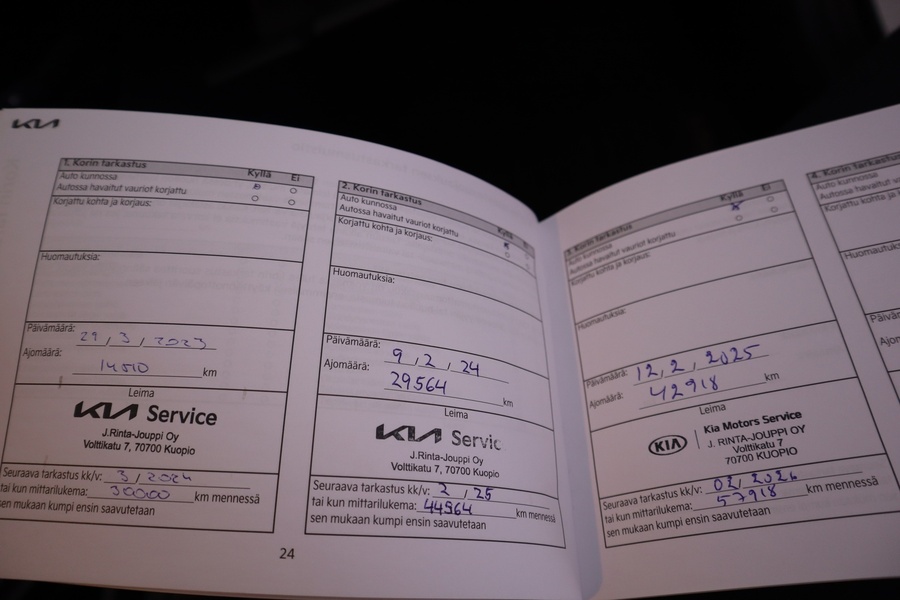 KIA
1. Korin tarkastus
Kyllä Ei
Auto kunnossa
Autossa havaitut vauriot korjattu
Korjattu kohta ja korjaus:
Huomautuksia:
Päivämäärä: 29, 3, 2023
Ajomäärä: 14510 km
Leima
KIA Service
J.Rinta-Jouppi Oy
Volttikatu 7, 70700 Kuopio
Seuraava tarkastus kk/v: 3, 2024
tai kun mittarilukema: 30000 km mennessä
sen mukaan kumpi ensin saavutetaan
24
2. Korin tarkastus
Kyllä
Auto kunnossa
Autossa havaitut vauriot korjattu
Korjattu kohta ja korjaus:
Huomautuksia:
Päivämäärä: 9, 2, 24
Ajomäärä: 29564 km
Leima
KIA Servic
J.Rinta-Jouppi Oy
Volttikatu 7, 70700 Kuopio
Seuraava tarkastus kk/v: 2, 25
tai kun mittarilukema: 44564 km mennessä
sen mukaan kumpi ensin saavutetaan
3. Korin tarkastus
Kyllä Ei
Auto kunnossa
Autossa havaitut vauriot korjattu
Korjattu kohta ja korjaus:
Huomautuksia:
Päivämäärä: 12, 2, 2025
Ajomäärä: 42918 km
Leima
KIA
Kia Motors Service
J. RINTA-JOUPPI OY
Volttikatu 7
70700 KUOPIO
Seuraava tarkastus kk/v: 02, 2026
tai kun mittarilukema: 57918 km mennessä
sen mukaan kumpi ensin saavutetaan
4. Korin tarkastus
Auto kunnossa
Autossa havaitut
Korjattu kohta ja